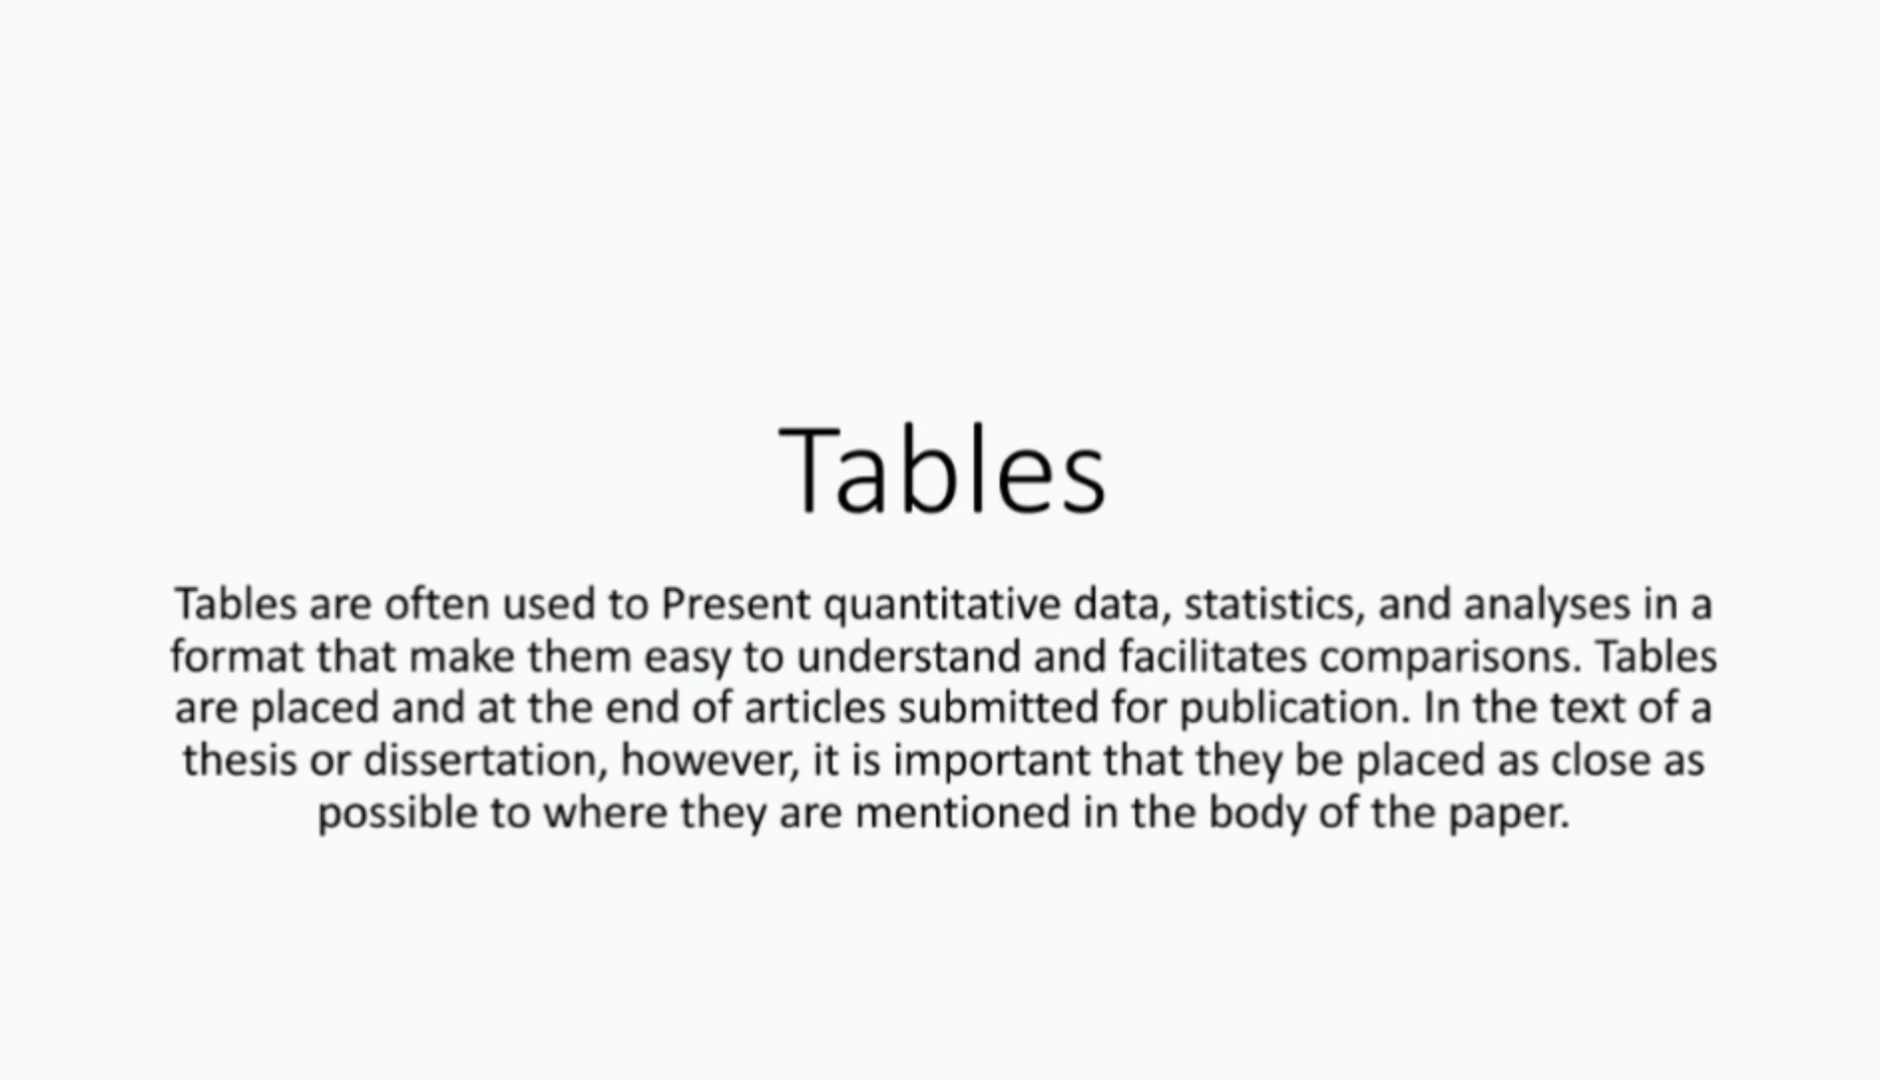 Tables
Tables are often used to Present quantitative data, statistics, and analyses in a
format that make them easy to understand and facilitates comparisons. Tables
are placed and at the end of articles submitted for publication. In the text of a
thesis or dissertation, however, it is important that they be placed as close as
possible to where they are mentioned in the body of the paper.